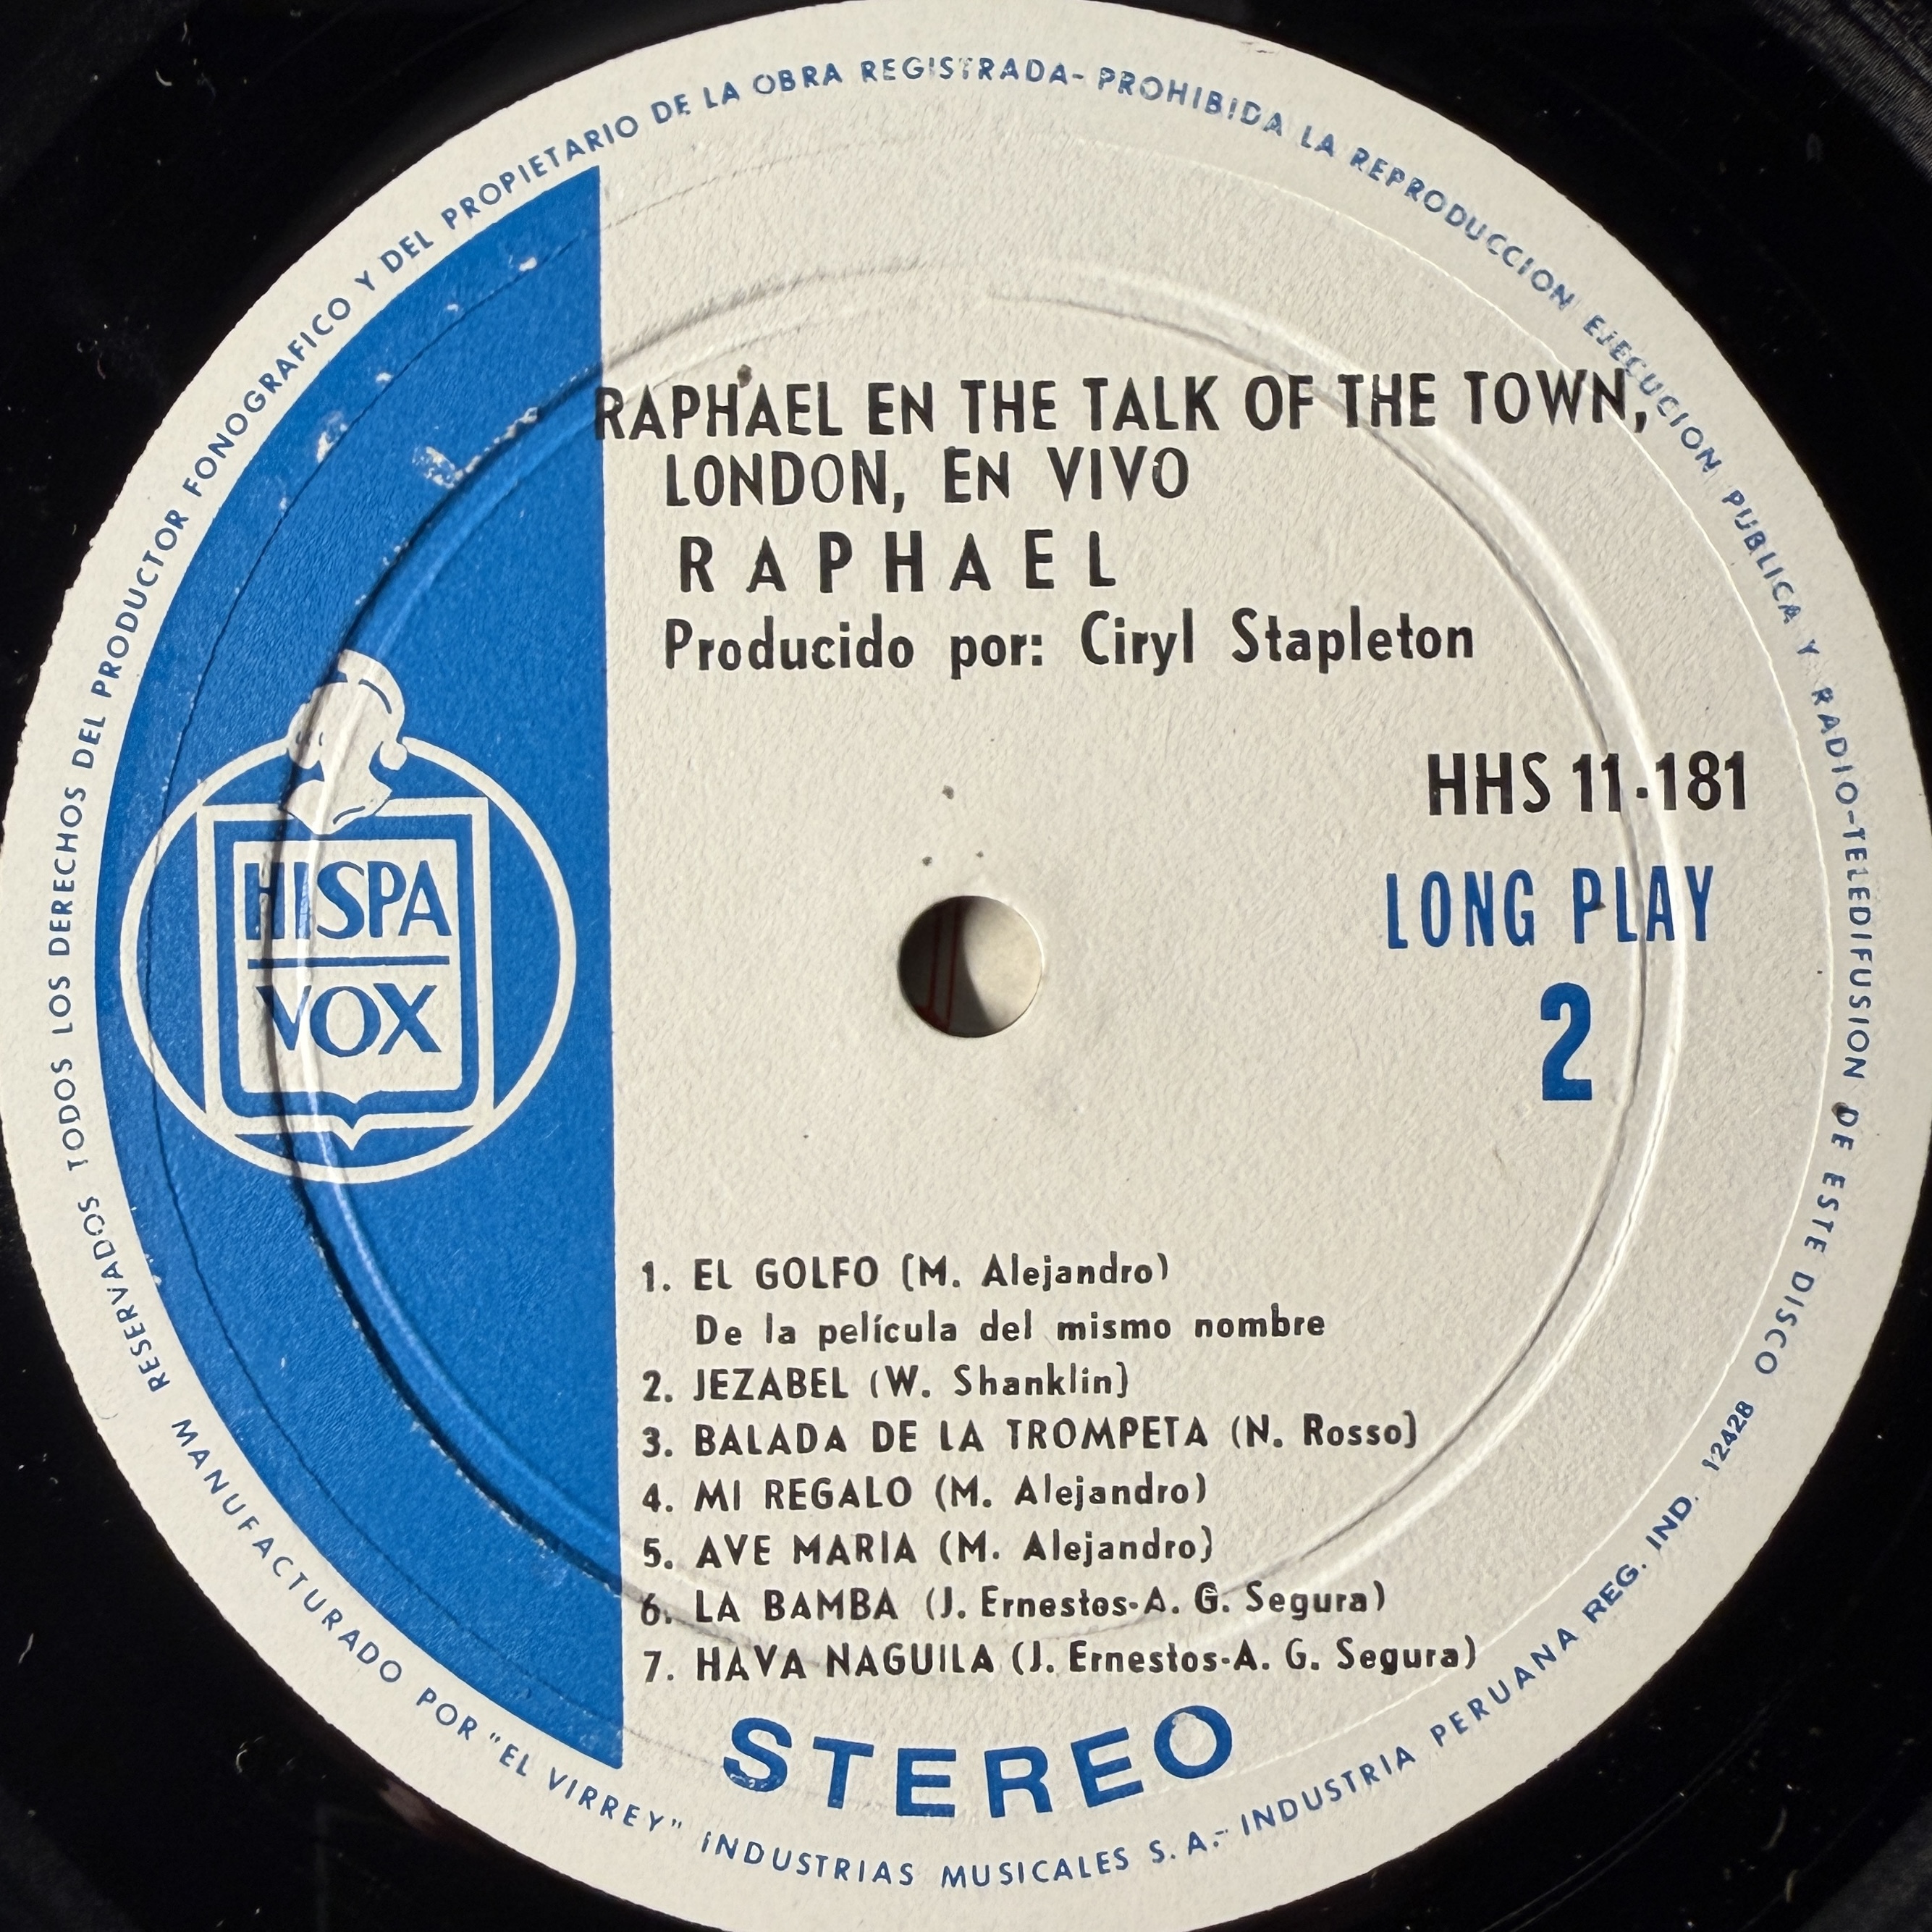 RESERVADOS TODOS LOS DERECHOS DEL PRODUCTOR FONOGRAFICO Y DEL PROPIETARIO DE LA OBRA REGISTRADA- PROHIBIDA LA REPRODUCCION EJECUCION PUBLICA Y RADIO-TELEDIFUSION DE ESTE DISCO
RAPHAEL EN THE TALK OF THE TOWN,
LONDON, EN VIVO
RAPHAEL
Producido por: Ciryl Stapleton
HHS 11-181
LONG PLAY
2
HISPA
VOX
1. EL GOLFO (M. Alejandro)
De la película del mismo nombre
2. JEZABEL (W. Shanklin)
3. BALADA DE LA TROMPETA (N. Rosso)
4. MI REGALO (M. Alejandro)
5. AVE MARIA (M. Alejandro)
6. LA BAMBA (J. Ernestos-A. G. Segura)
7. HAVA NAGUILA (J. Ernestos-A. G. Segura)
STEREO
MANUFACTURADO POR "EL VIRREY" INDUSTRIAS MUSICALES S. A.- INDUSTRIA PERUANA REG. IND. 12428